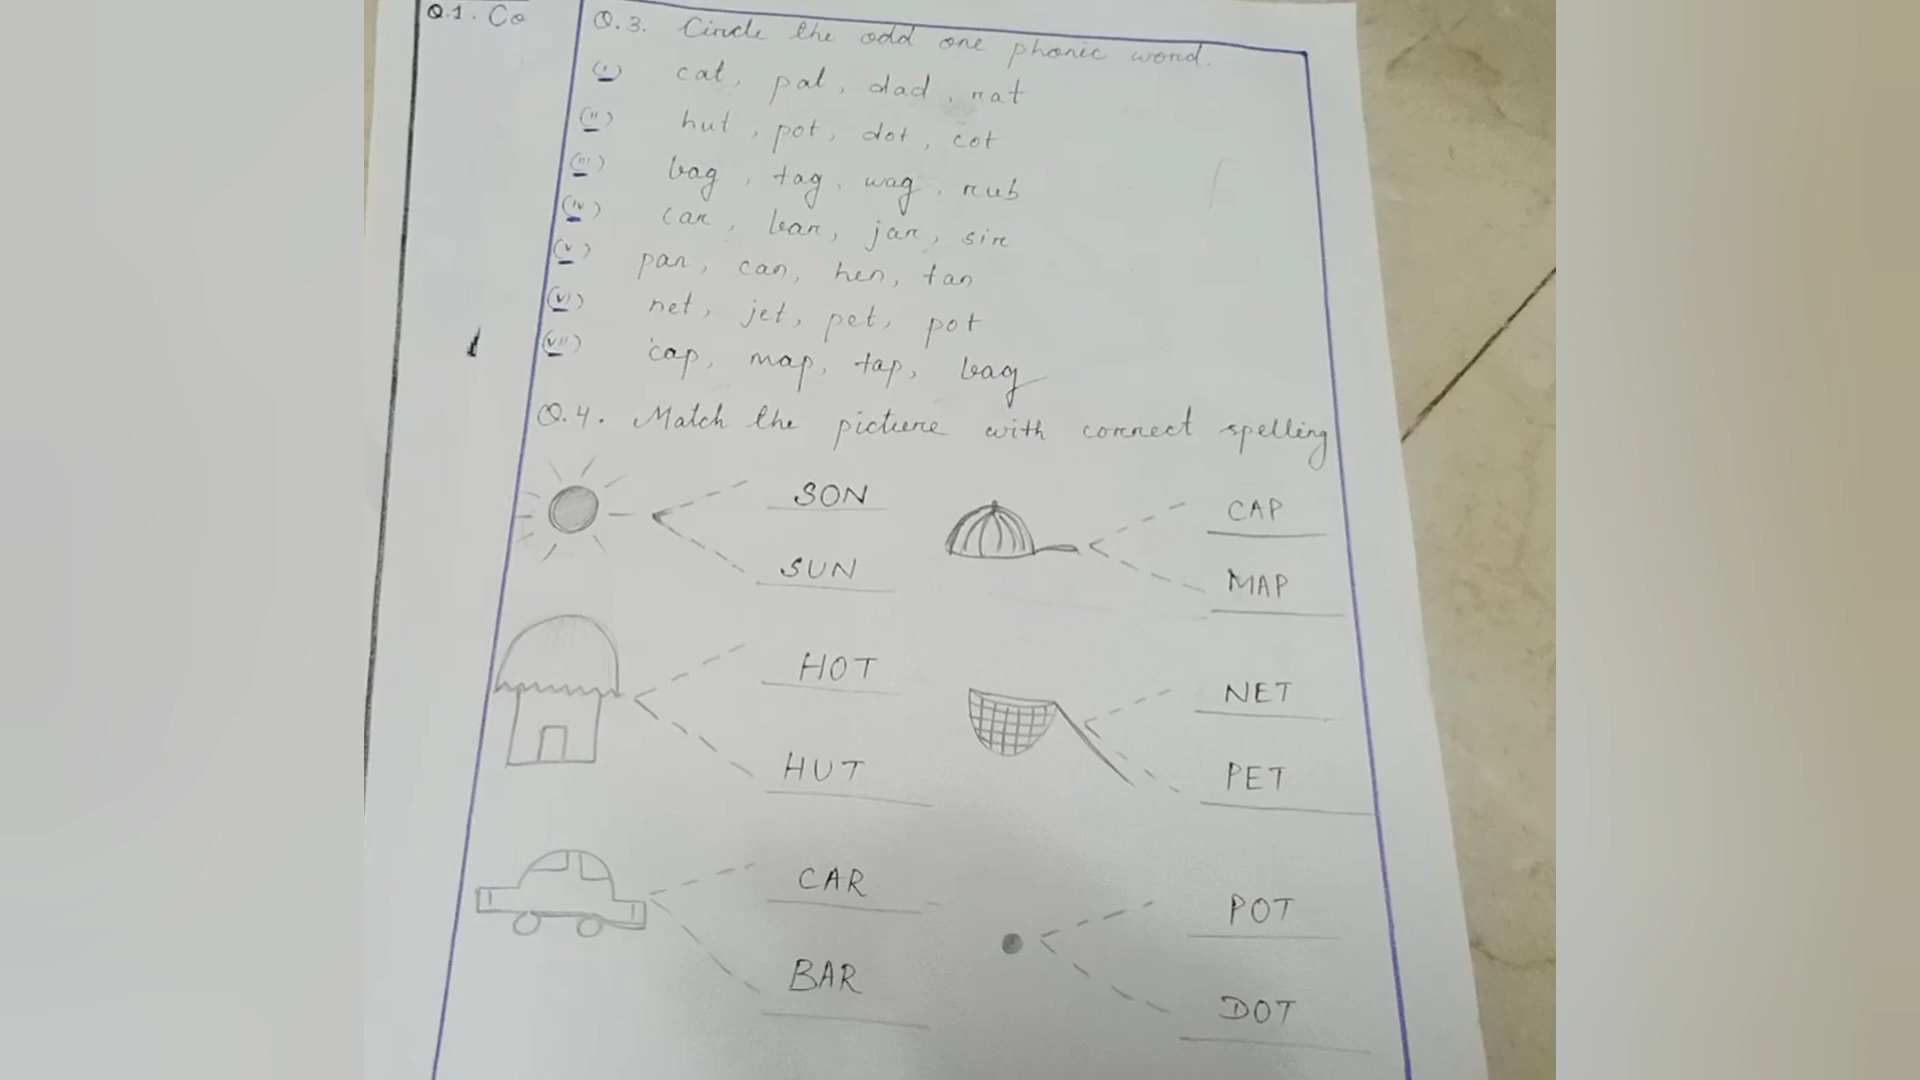 Q.1. Co
Q.3. Circle the odd one phonic word.
(i) cat, pat, dad, rat
(ii) hut, pot, dot, cot
(iii) bag, tag, wag, rub
(iv) car, bar, jar, sir
(v) pan, can, hen, tan
(vi) net, jet, pet, pot
(vii) cap, map, tap, bag
Q.4. Match the picture with correct spelling
SON CAP
SUN MAP
HOT NET
HUT PET
CAR POT
BAR DOT